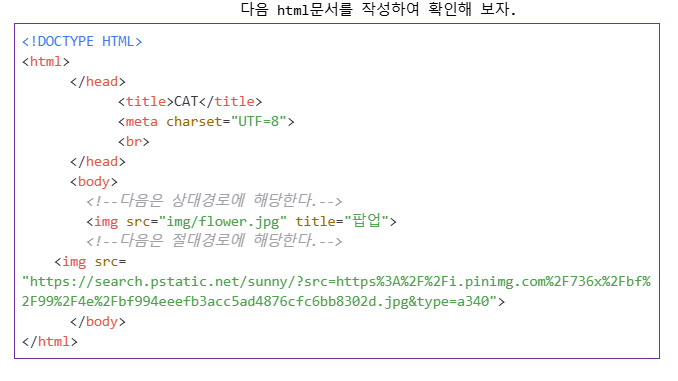 다음 html문서를 작성하여 확인해 보자.
<!DOCTYPE HTML>
<html>
</head>
<title>CAT</title>
<meta charset="UTF=8">
<br>
</head>
<body>
<!--다음은 상대경로에 해당한다.-->
<img src="img/flower.jpg" title="팝업">
<!--다음은 절대경로에 해당한다.-->
<img src=
"https://search.pstatic.net/sunny/?src=https%3A%2F%2Fi.pinimg.com%2F736x%2Fbf%
2F99%2F4e%2Fbf994eeefb3acc5ad4876cfc6bb8302d.jpg&type=a340">
</body>
</html>